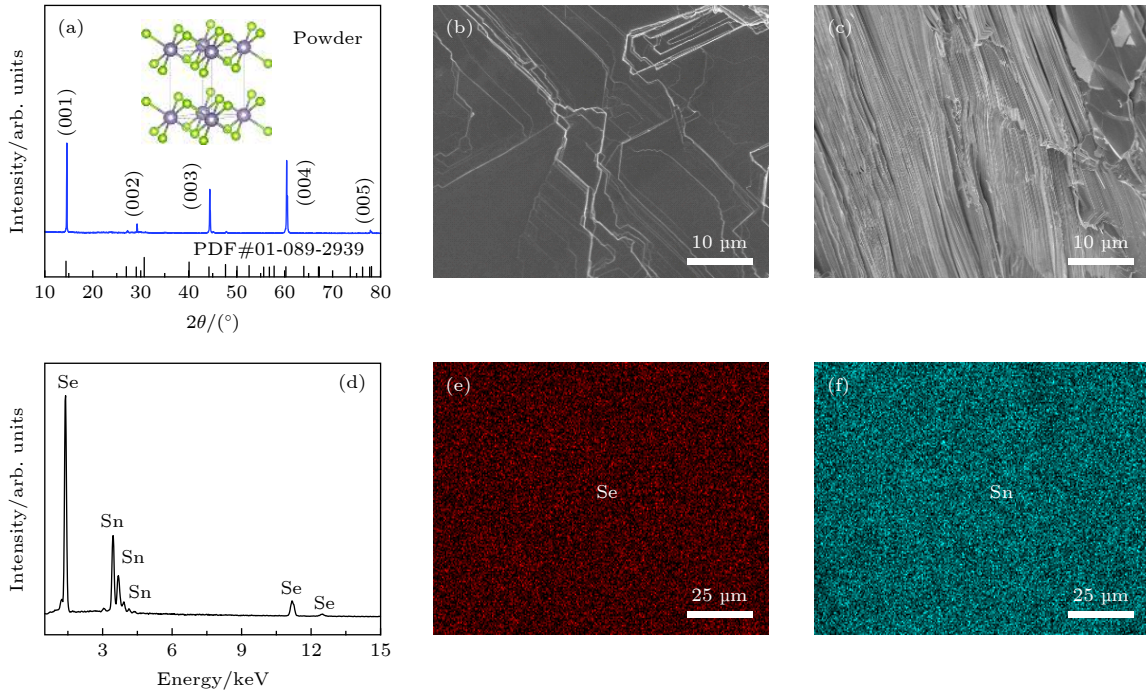 (a)
Powder
(001)
(002)
(003)
(004)
(005)
PDF#01-089-2939
Intensity/arb. units
10 20 30 40 50 60 70 80
2θ/(°)
(b)
10 µm
(c)
10 µm
(d)
Se
Sn
Sn
Sn
Se
Se
Intensity/arb. units
3 6 9 12 15
Energy/keV
(e)
Se
25 µm
(f)
Sn
25 µm